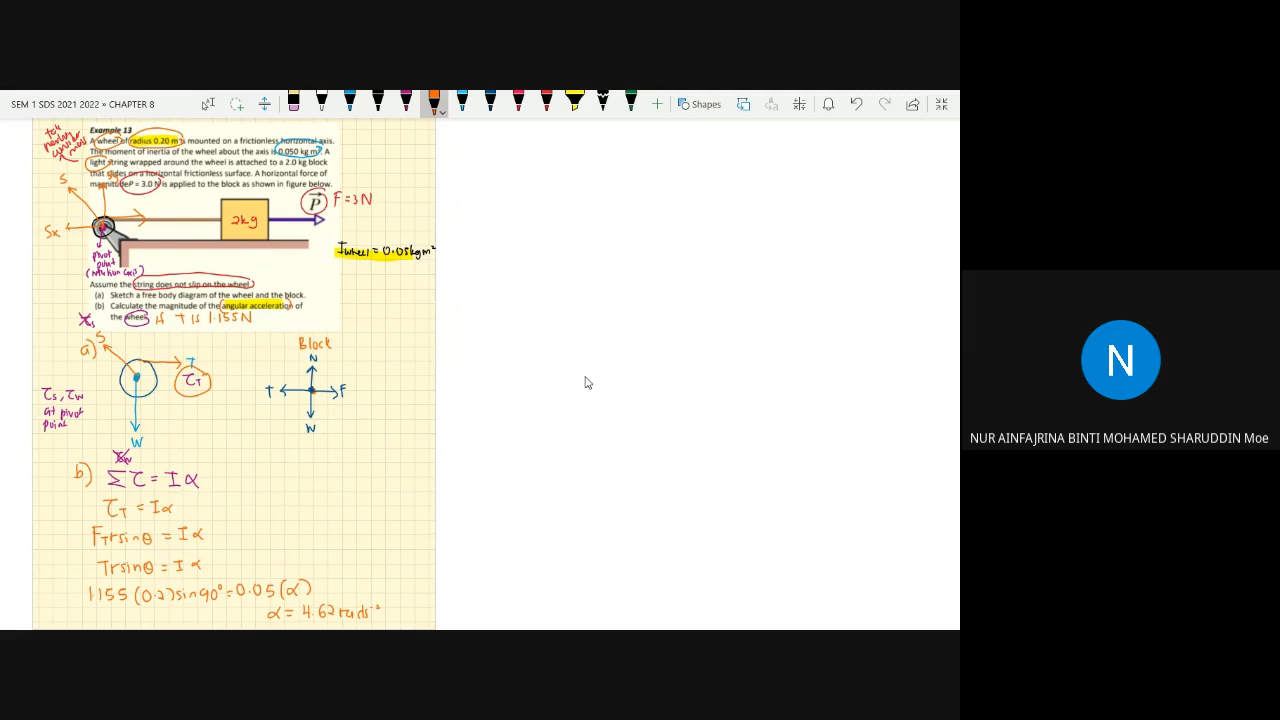 SEM 1 SDS 2021 2022 » CHAPTER 8
Shapes
Example 13
A wheel of radius 0.20 m is mounted on a frictionless horizontal axis.
The moment of inertia of the wheel about the axis is 0.050 kg m². A
light string wrapped around the wheel is attached to a 2.0 kg block
that slides on a horizontal frictionless surface. A horizontal force of
magnitude P = 3.0 N is applied to the block as shown in figure below.
S
Sx
2kg
P
F = 3N
pivot
point
I wheel = 0.05kgm²
Assume the string does not slip on the wheel.
(a) Sketch a free body diagram of the wheel and the block.
(b) Calculate the magnitude of the angular acceleration of
the wheel if T is 1.155N
a)
S
T
τT
W
τS, τW
at pivot
point
Block
N
T
F
W
b)
Στ = Iα
τT = Iα
FT r sinθ = Iα
Tr sinθ = Iα
1.155 (0.2) sin 90° = 0.05 (α)
α = 4.62 rads⁻²
N
NUR AINFAJRINA BINTI MOHAMED SHARUDDIN Moe